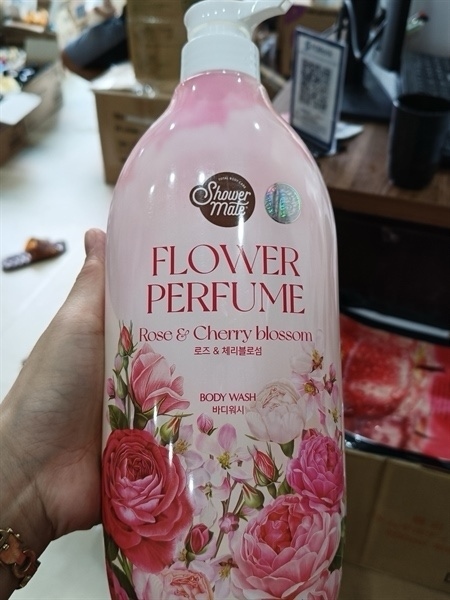 Shower
Mate
FLOWER
PERFUME
Rose & Cherry blossom
로즈 & 체리블로섬
BODY WASH
바디워시